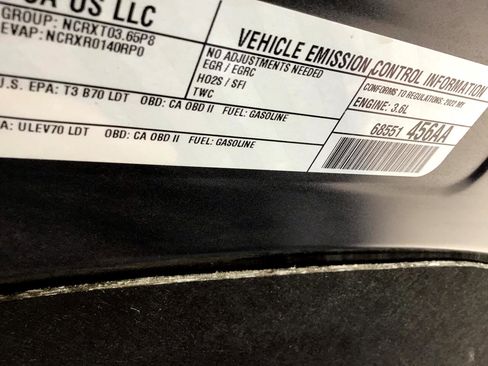 CA US LLC
GROUP: NCRXT03.65P8
EVAP: NCRXR0140RP0
U.S. EPA: T3 B70 LDT OBD: CA OBD II FUEL: GASOLINE
A: ULEV70 LDT OBD: CA OBD II FUEL: GASOLINE
VEHICLE EMISSION CONTROL INFORMATION
NO ADJUSTMENTS NEEDED
EGR / EGRC
HO2S / SFI
TWC
CONFORMS TO REGULATIONS: 2022 MY
ENGINE: 3.6L
68551456AA